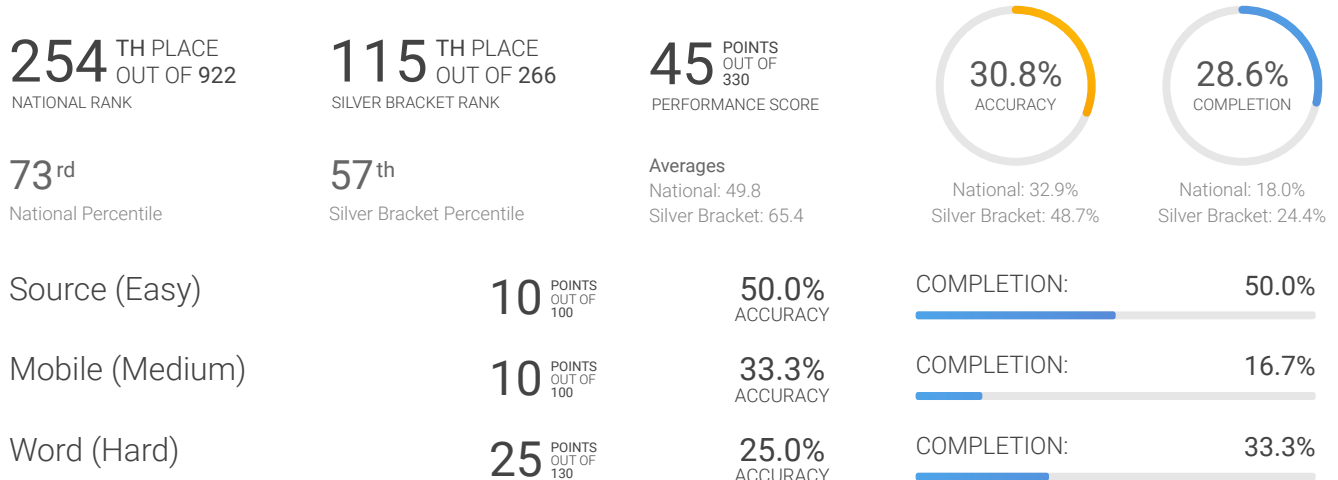 254 TH PLACE
OUT OF 922
NATIONAL RANK
115 TH PLACE
OUT OF 266
SILVER BRACKET RANK
45 POINTS
OUT OF
330
PERFORMANCE SCORE
30.8%
ACCURACY
28.6%
COMPLETION
73rd
National Percentile
57th
Silver Bracket Percentile
Averages
National: 49.8
Silver Bracket: 65.4
National: 32.9%
Silver Bracket: 48.7%
National: 18.0%
Silver Bracket: 24.4%
Source (Easy)
10 POINTS
OUT OF
100
50.0%
ACCURACY
COMPLETION: 50.0%
Mobile (Medium)
10 POINTS
OUT OF
100
33.3%
ACCURACY
COMPLETION: 16.7%
Word (Hard)
25 POINTS
OUT OF
130
25.0%
ACCURACY
COMPLETION: 33.3%